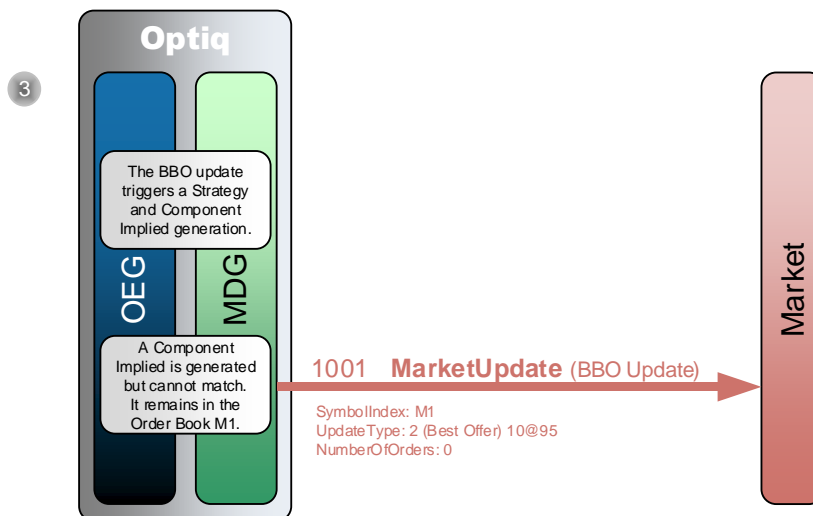 Optiq
3
The BBO update
triggers a Strategy
and Component
Implied generation.
OEG
MDG
A Component
Implied is generated
but cannot match.
It remains in the
Order Book M1.
1001 MarketUpdate (BBO Update)
SymbolIndex: M1
UpdateType: 2 (Best Offer) 10@95
NumberOfOrders: 0
Market